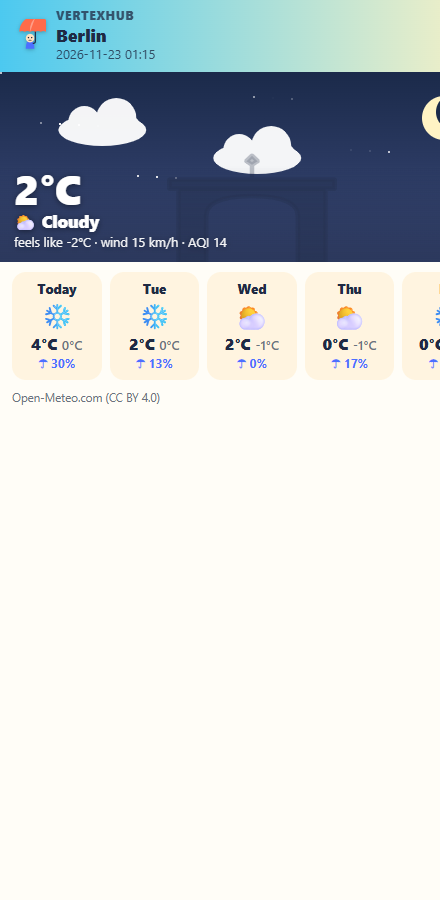 VERTEXHUB
Berlin
2026-11-23 01:15
2°C
Cloudy
feels like -2°C · wind 15 km/h · AQI 14
Today Tue Wed Thu
4°C 0°C 2°C 0°C 2°C -1°C 0°C -1°C 0°C
30% 13% 0% 17%
Open-Meteo.com (CC BY 4.0)